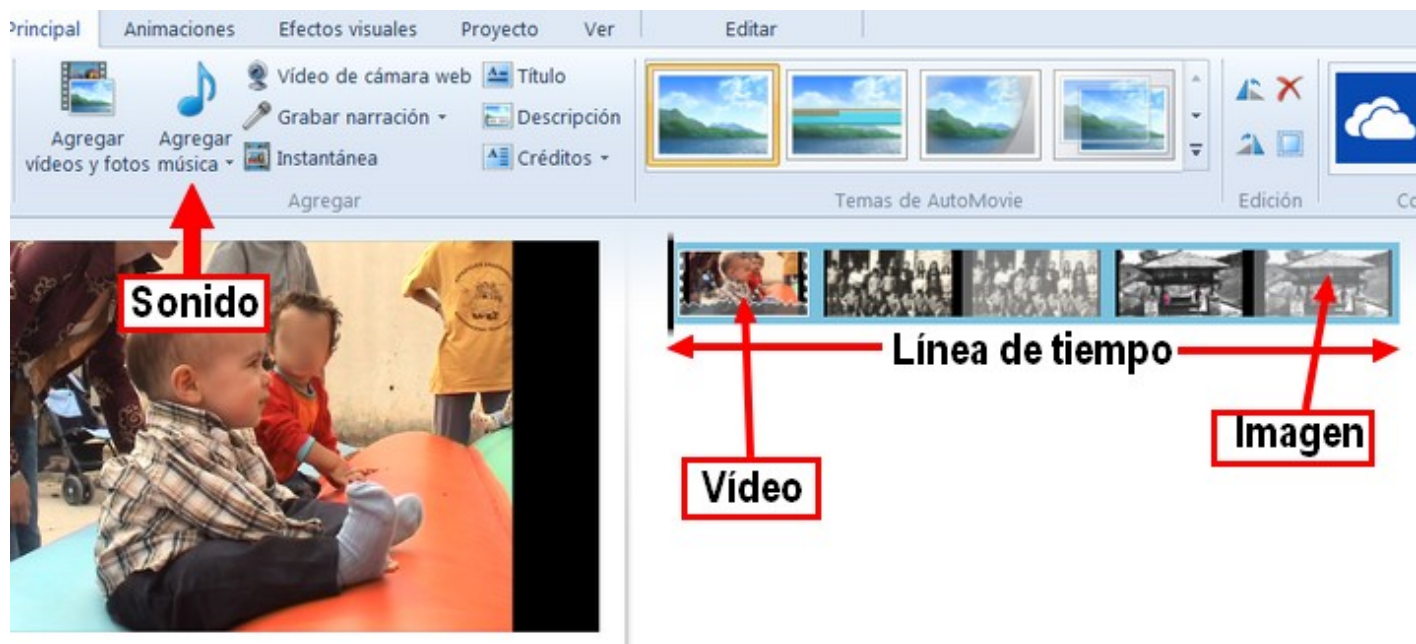 Principal Animaciones Efectos visuales Proyecto Ver Editar
Agregar vídeos y fotos
Agregar música
Vídeo de cámara web
Grabar narración
Instantánea
Título
Descripción
Créditos
Agregar
Temas de AutoMovie
Edición
Sonido
Línea de tiempo
Vídeo
Imagen